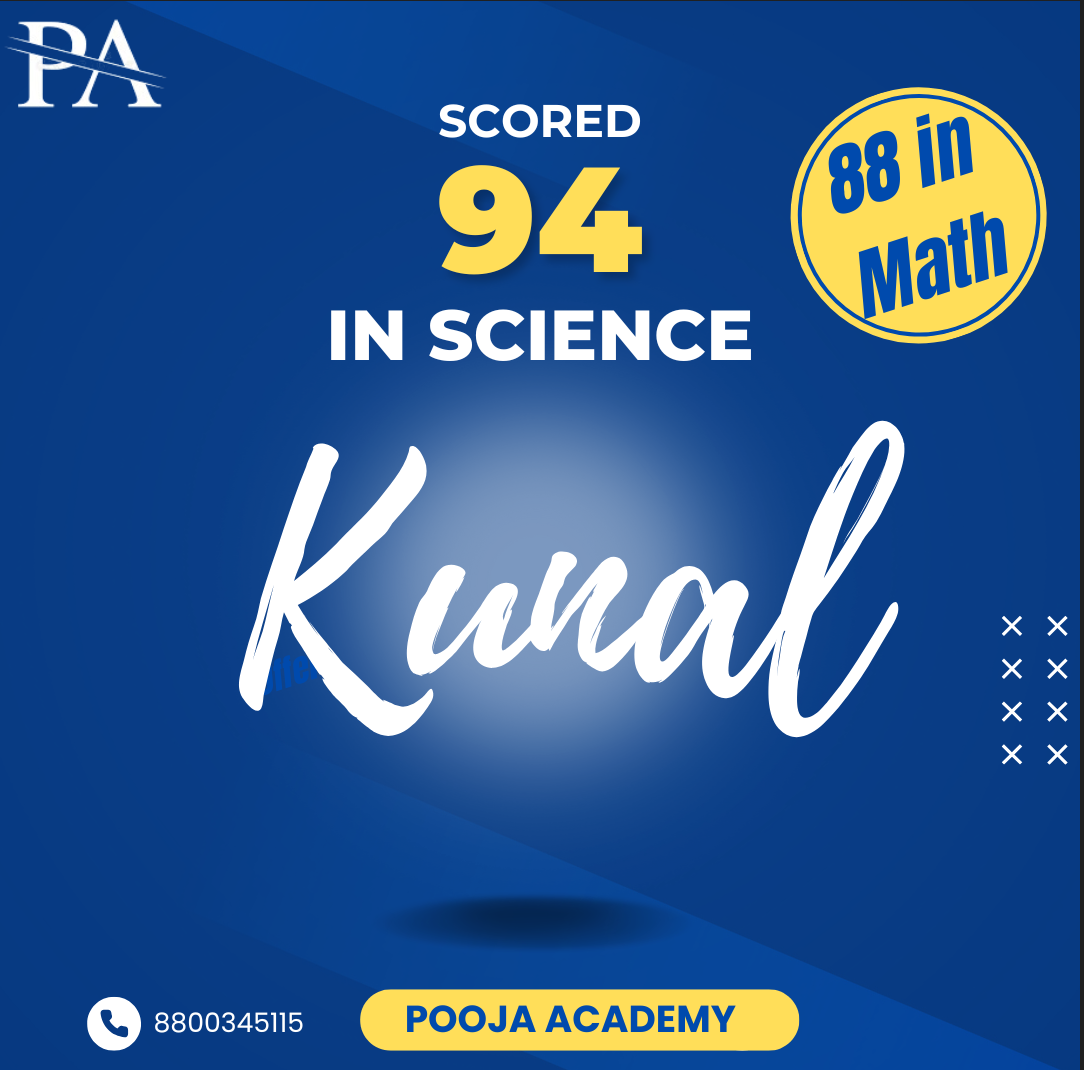 PA
SCORED
94
IN SCIENCE
88 in
Math
Kunal
8800345115
POOJA ACADEMY